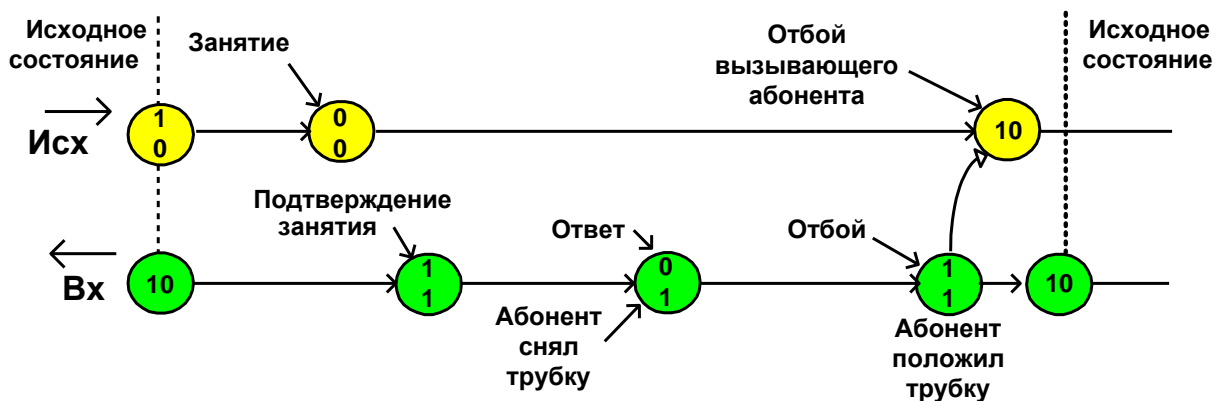 Исходное
состояние
Занятие
Отбой
вызывающего
абонента
Исходное
состояние
Исх
1
0
0
0
10
Подтверждение
занятия
Ответ
Отбой
Вх
10
1
1
0
1
1
1
10
Абонент
снял
трубку
Абонент
положил
трубку